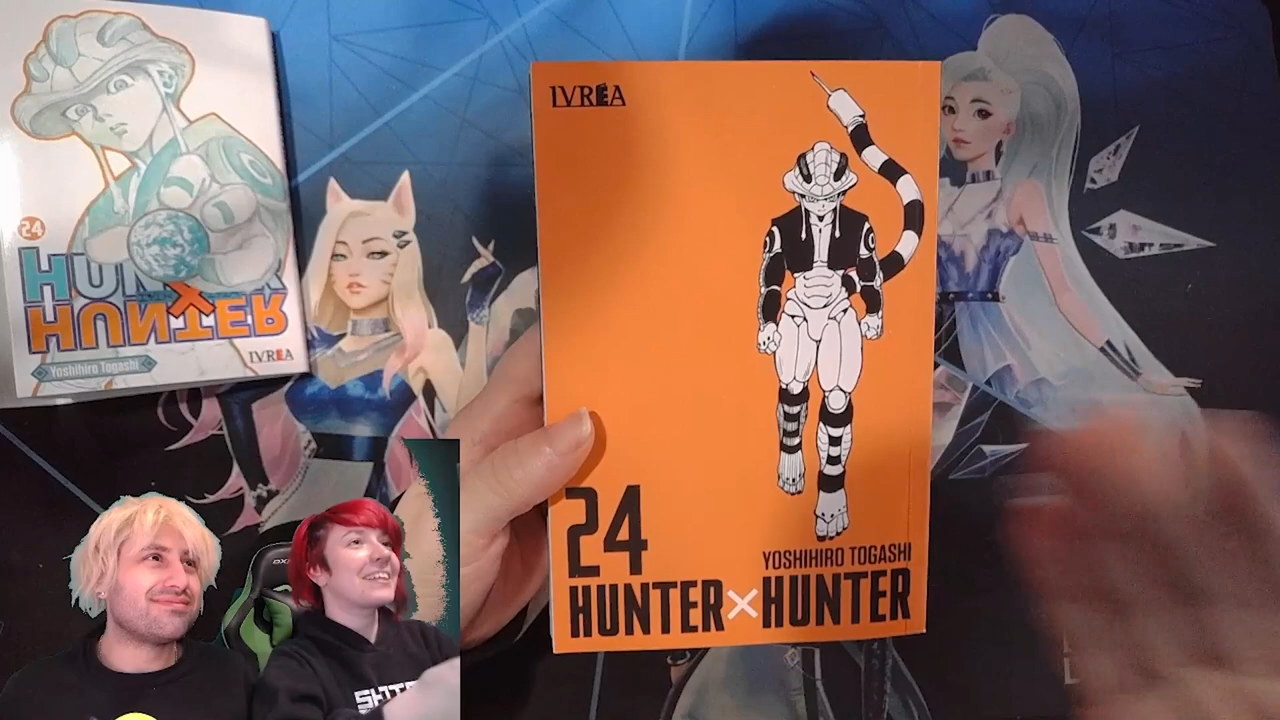 24
HUNTER
X
HUNTER
Yoshihiro Togashi
IVREA
IVREA
24
YOSHIHIRO TOGASHI
HUNTER × HUNTER